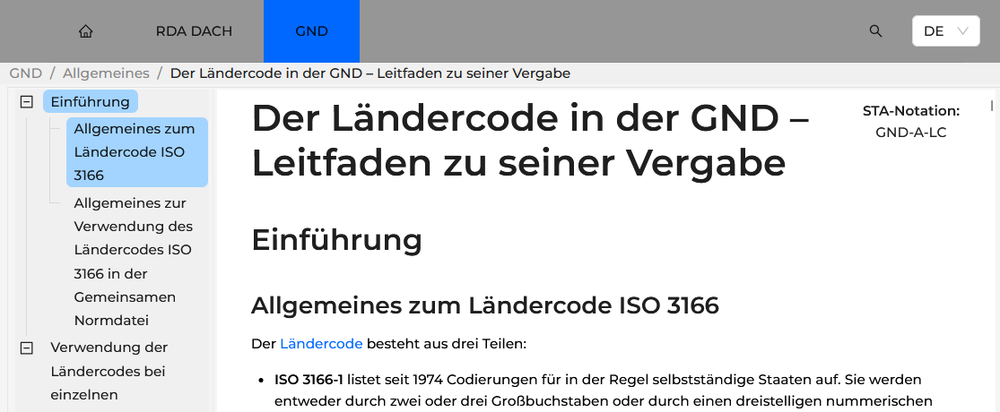 RDA DACH
GND
DE
GND / Allgemeines / Der Ländercode in der GND – Leitfaden zu seiner Vergabe
Einführung
Allgemeines zum
Ländercode ISO
3166
Allgemeines zur
Verwendung des
Ländercodes ISO
3166 in der
Gemeinsamen
Normdatei
Verwendung der
Ländercodes bei
einzelnen
Der Ländercode in der GND –
Leitfaden zu seiner Vergabe
STA-Notation:
GND-A-LC
Einführung
Allgemeines zum Ländercode ISO 3166
Der Ländercode besteht aus drei Teilen:
• ISO 3166-1 listet seit 1974 Codierungen für in der Regel selbstständige Staaten auf. Sie werden
entweder durch zwei oder drei Großbuchstaben oder durch einen dreistelligen nummerischen